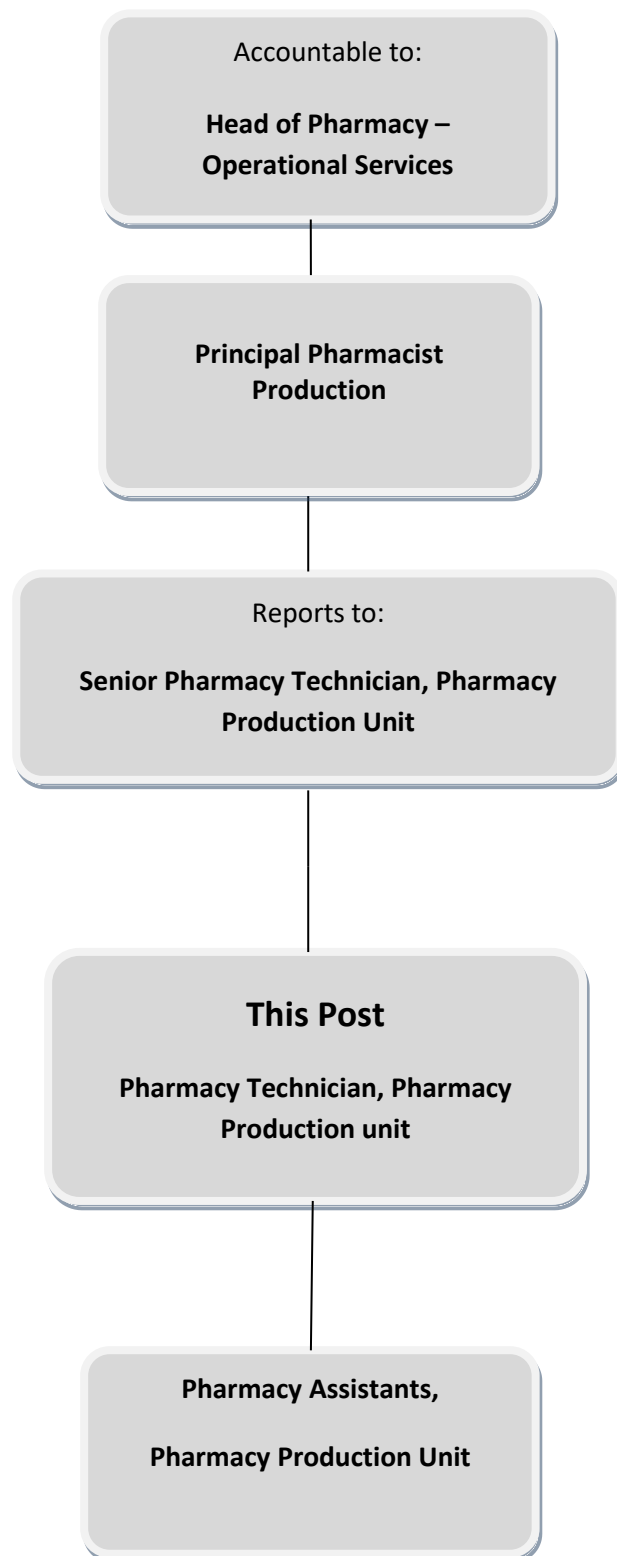 Accountable to:
Head of Pharmacy –
Operational Services
Principal Pharmacist
Production
Reports to:
Senior Pharmacy Technician, Pharmacy
Production Unit
This Post
Pharmacy Technician, Pharmacy
Production unit
Pharmacy Assistants,
Pharmacy Production Unit